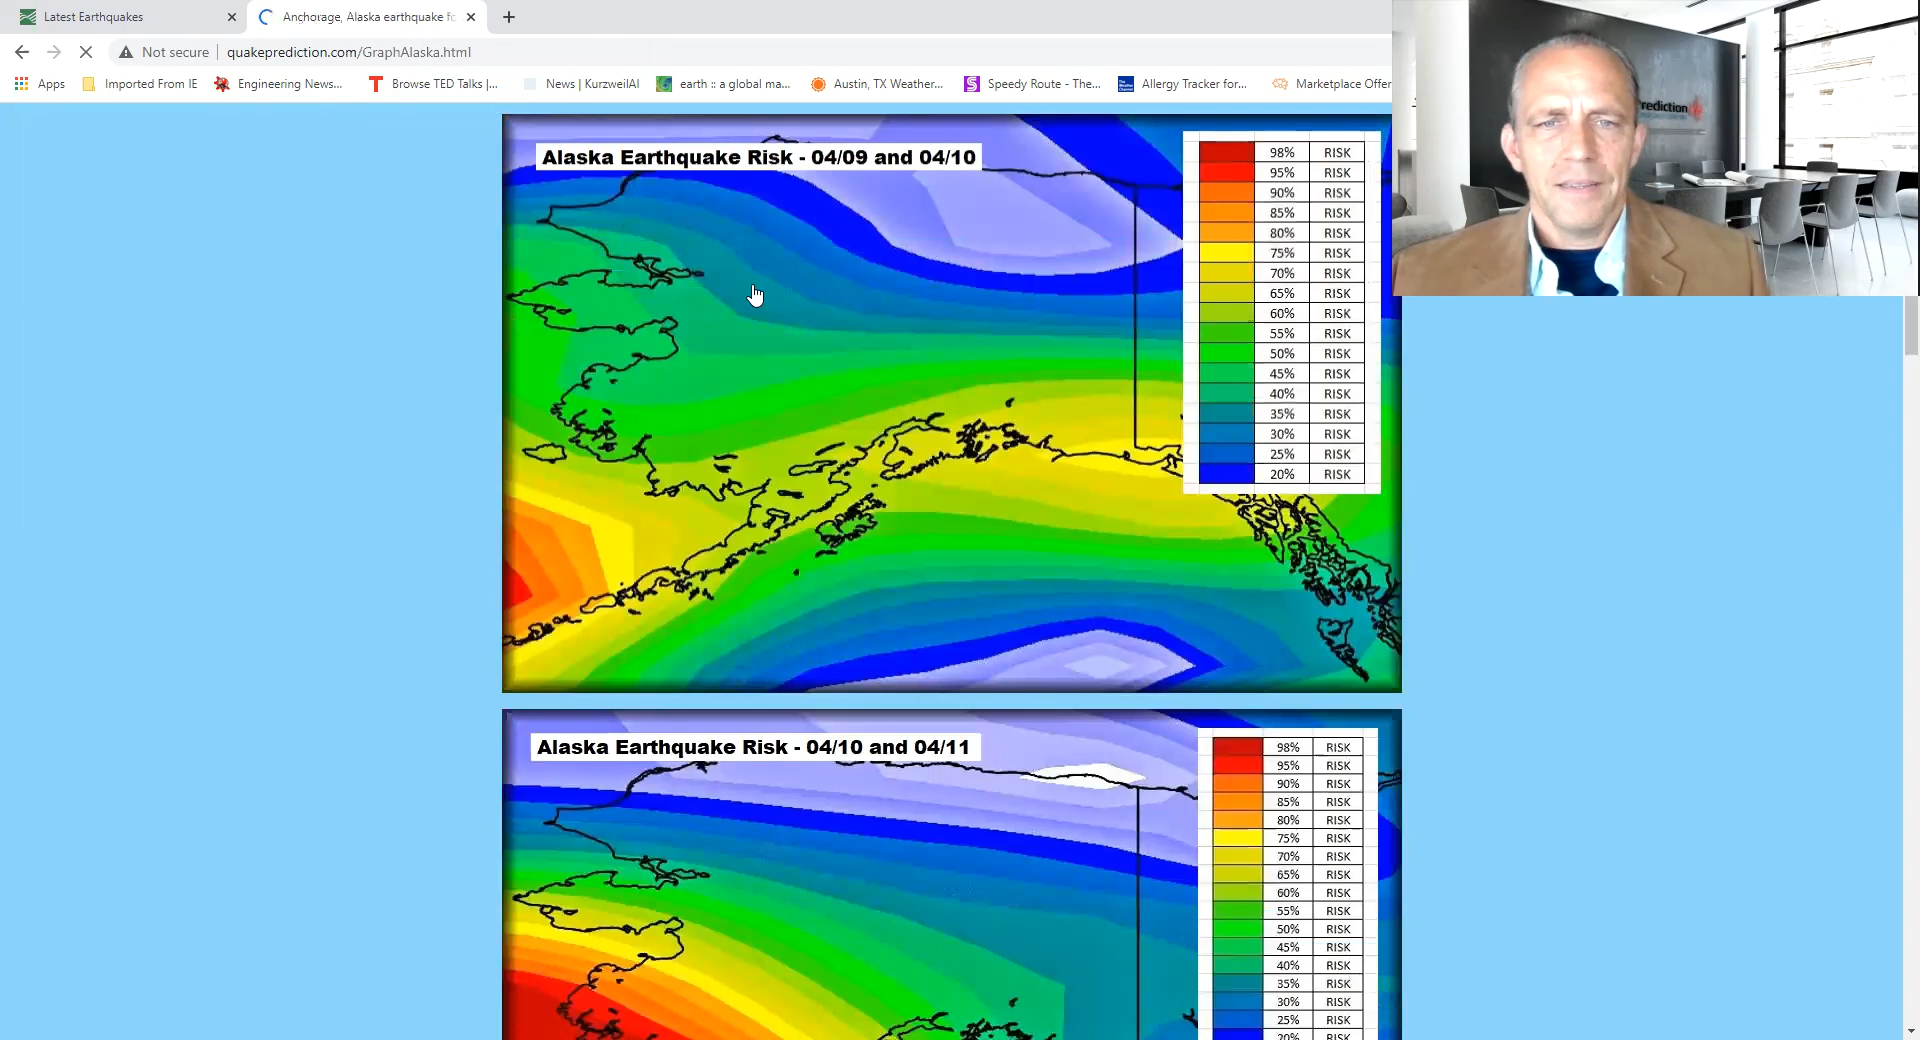 Latest Earthquakes
Anchorage, Alaska earthquake fo
Not secure
quakeprediction.com/GraphAlaska.html
Apps
Imported From IE
Engineering News...
Browse TED Talks |...
News | KurzweilAI
earth :: a global ma...
Austin, TX Weather...
Speedy Route - The...
Allergy Tracker for...
Marketplace Offer
rediction
Alaska Earthquake Risk - 04/09 and 04/10
98% RISK
95% RISK
90% RISK
85% RISK
80% RISK
75% RISK
70% RISK
65% RISK
60% RISK
55% RISK
50% RISK
45% RISK
40% RISK
35% RISK
30% RISK
25% RISK
20% RISK
Alaska Earthquake Risk - 04/10 and 04/11
98% RISK
95% RISK
90% RISK
85% RISK
80% RISK
75% RISK
70% RISK
65% RISK
60% RISK
55% RISK
50% RISK
45% RISK
40% RISK
35% RISK
30% RISK
25% RISK
20% RISK